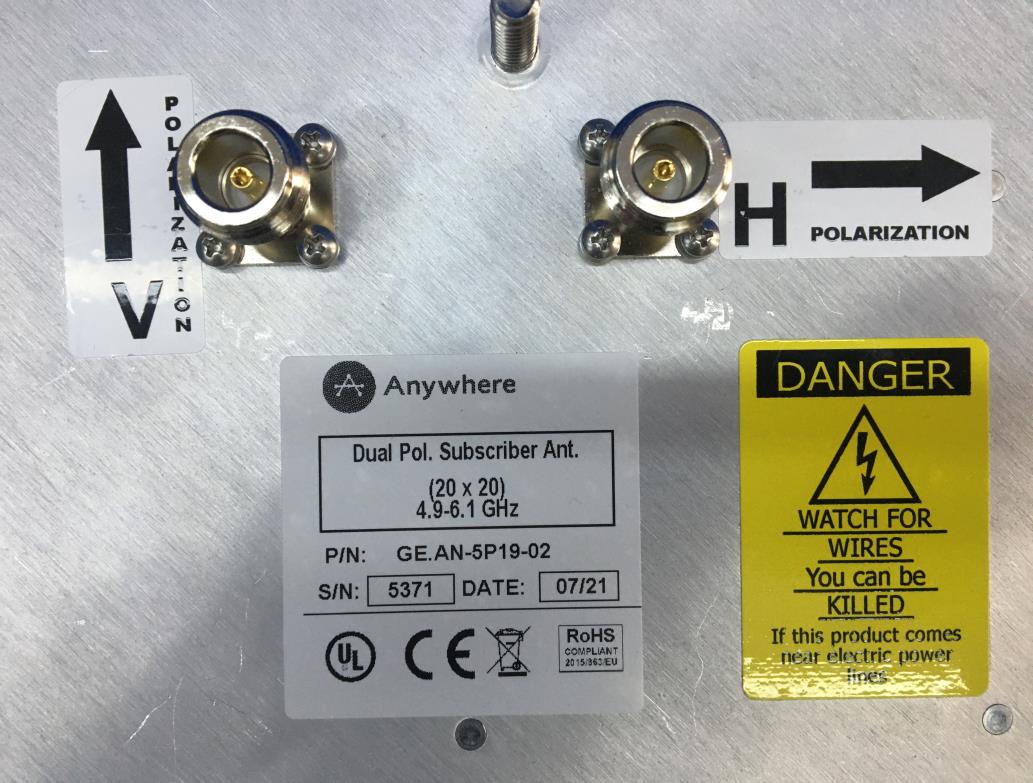 POLARIZATION
V
H
POLARIZATION
Anywhere
Dual Pol. Subscriber Ant.
(20 x 20)
4.9-6.1 GHz
P/N: GE.AN-5P19-02
S/N: 5371 DATE: 07/21
UL CE RoHS
COMPLIANT
2015/863/EU
DANGER
WATCH FOR
WIRES
You can be
KILLED
If this product comes
near electric power
lines